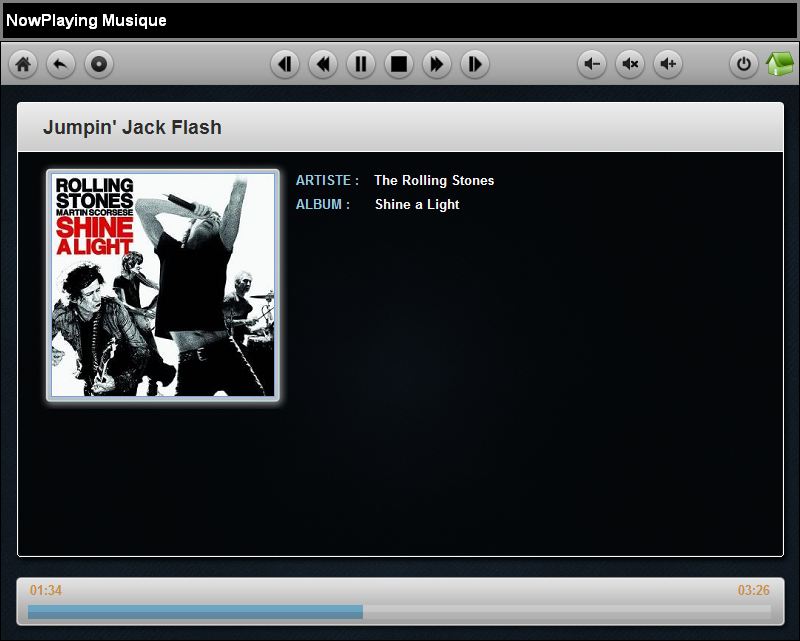 NowPlaying Musique
Jumpin' Jack Flash
ROLLING
STONES
MARTIN SCORSESE
SHINE
A LIGHT
ARTISTE : The Rolling Stones
ALBUM : Shine a Light
01:34 03:26